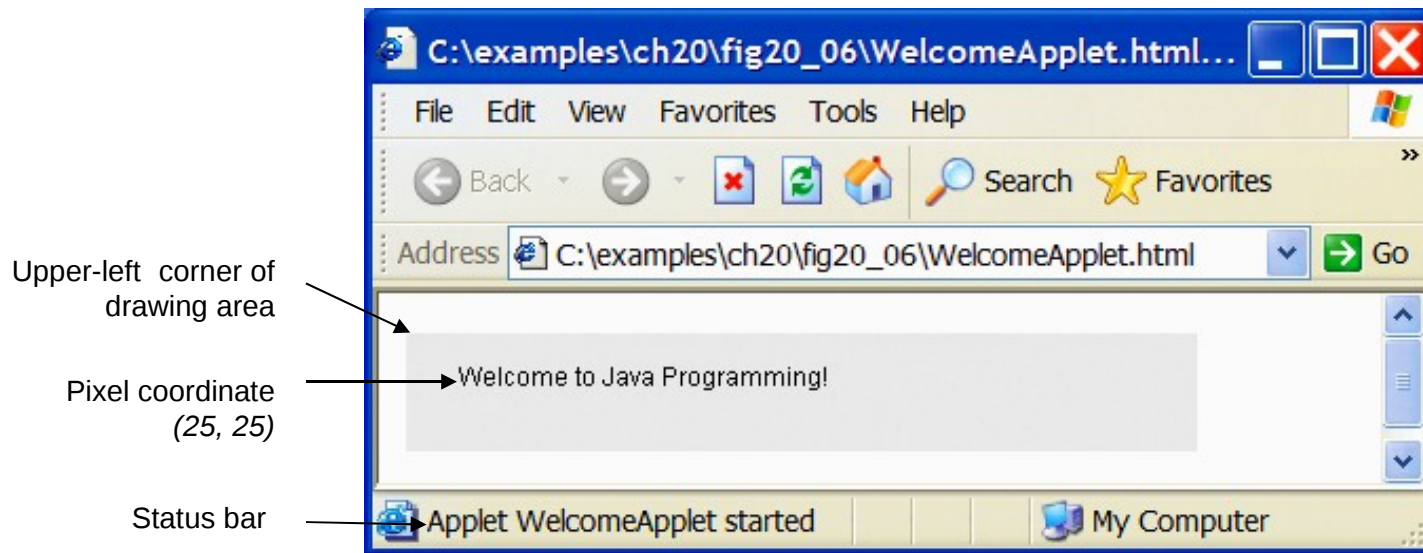 C:\examples\ch20\fig20_06\WelcomeApplet.html...
File Edit View Favorites Tools Help
Back Search Favorites »
Address C:\examples\ch20\fig20_06\WelcomeApplet.html Go
Upper-left corner of
drawing area
Welcome to Java Programming!
Pixel coordinate
(25, 25)
Status bar
Applet WelcomeApplet started My Computer